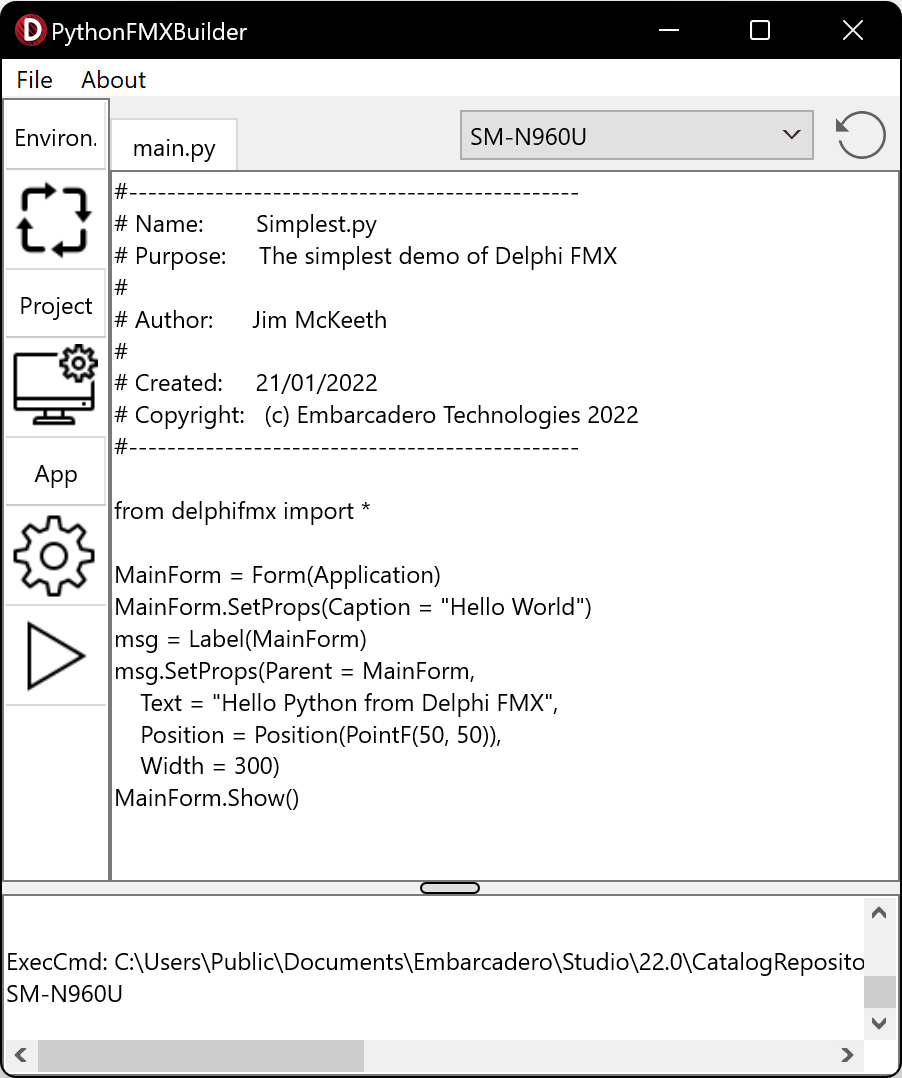 PythonFMXBuilder
File About
Environ.
main.py
SM-N960U
#-----------------------------------------------
# Name: Simplest.py
# Purpose: The simplest demo of Delphi FMX
#
# Author: Jim McKeeth
#
# Created: 21/01/2022
# Copyright: (c) Embarcadero Technologies 2022
#-----------------------------------------------
from delphifmx import *
MainForm = Form(Application)
MainForm.SetProps(Caption = "Hello World")
msg = Label(MainForm)
msg.SetProps(Parent = MainForm,
Text = "Hello Python from Delphi FMX",
Position = Position(PointF(50, 50)),
Width = 300)
MainForm.Show()
Project
App
ExecCmd: C:\Users\Public\Documents\Embarcadero\Studio\22.0\CatalogReposito
SM-N960U